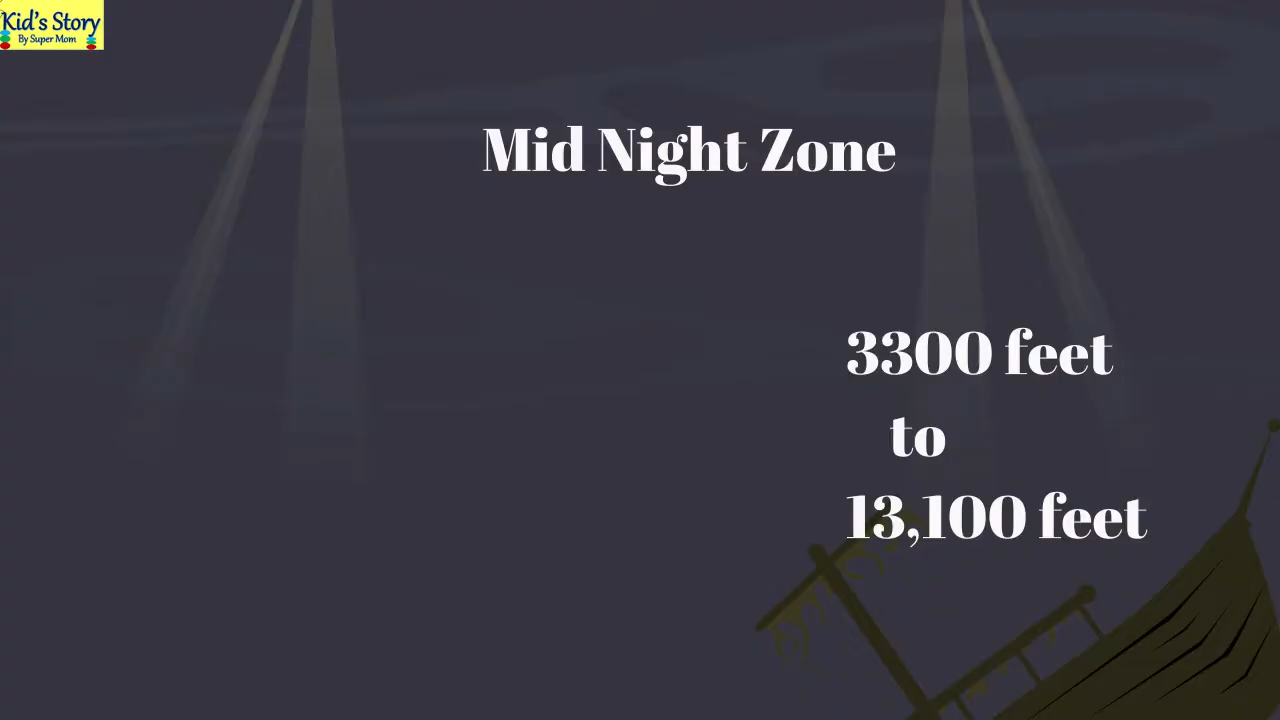 Kid's Story
By Super Mom
Mid Night Zone
3300 feet
to
13,100 feet